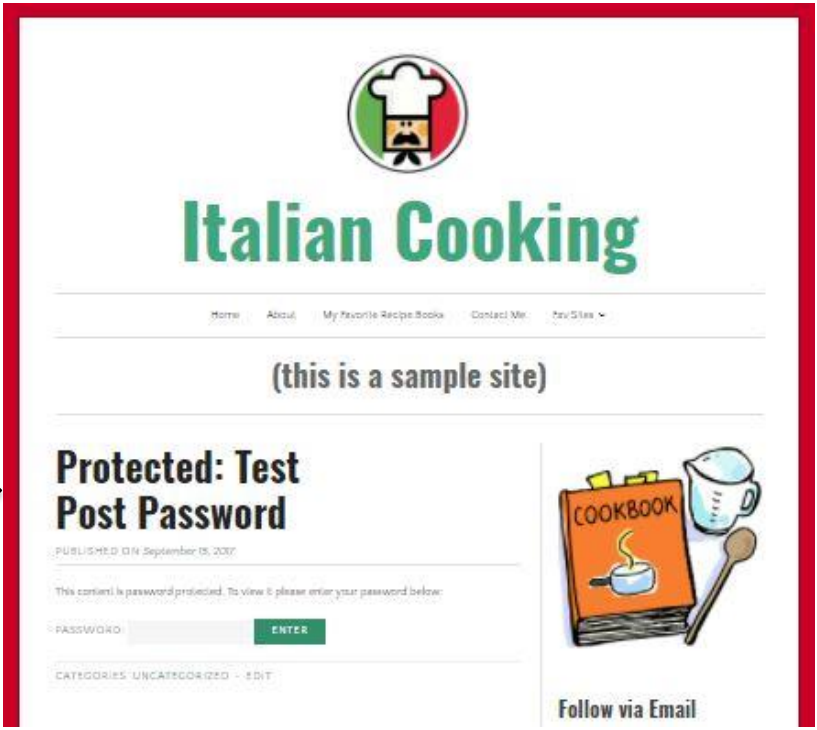 Italian Cooking
Home About My Favorite Recipe Books Contact Me Fav Sites
(this is a sample site)
Protected: Test
Post Password
PUBLISHED ON September 15, 2017
This content is password protected. To view it please enter your password below:
PASSWORD: ENTER
CATEGORIES UNCATEGORIZED - EDIT
COOKBOOK
Follow via Email